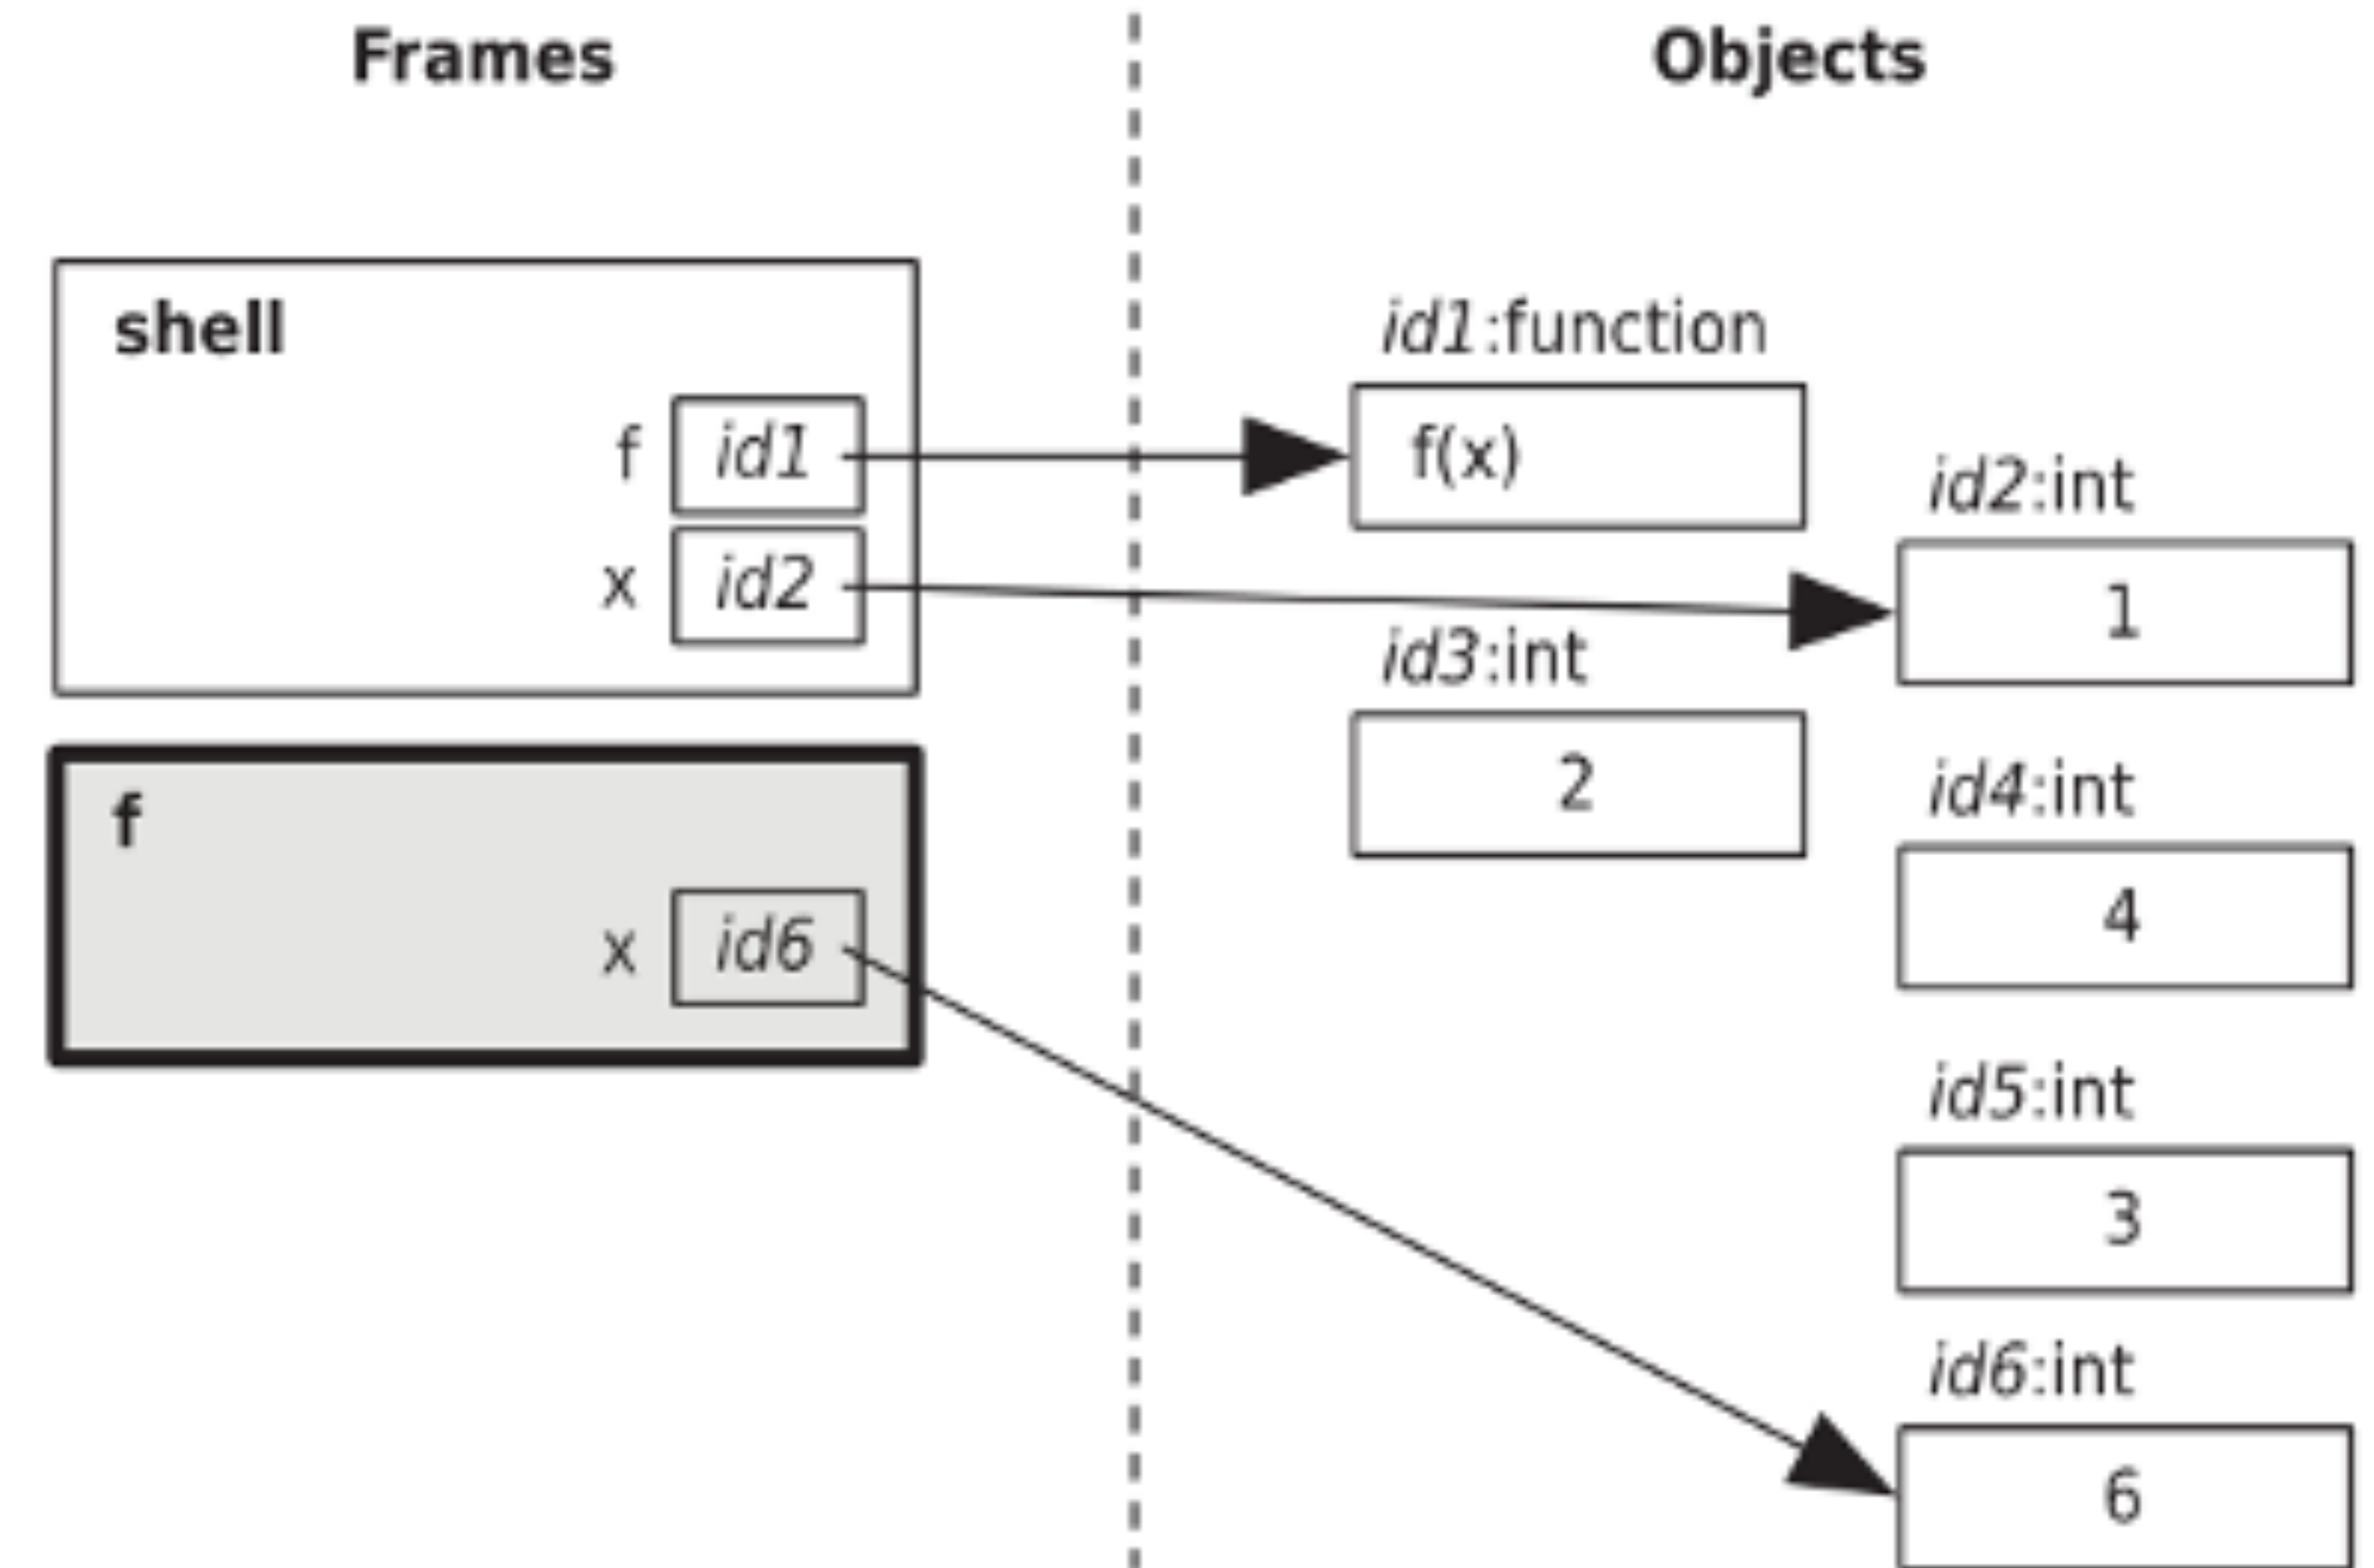 Frames
Objects
shell
f id1
x id2
f
x id6
id1:function
f(x)
id2:int
1
id3:int
2
id4:int
4
id5:int
3
id6:int
6